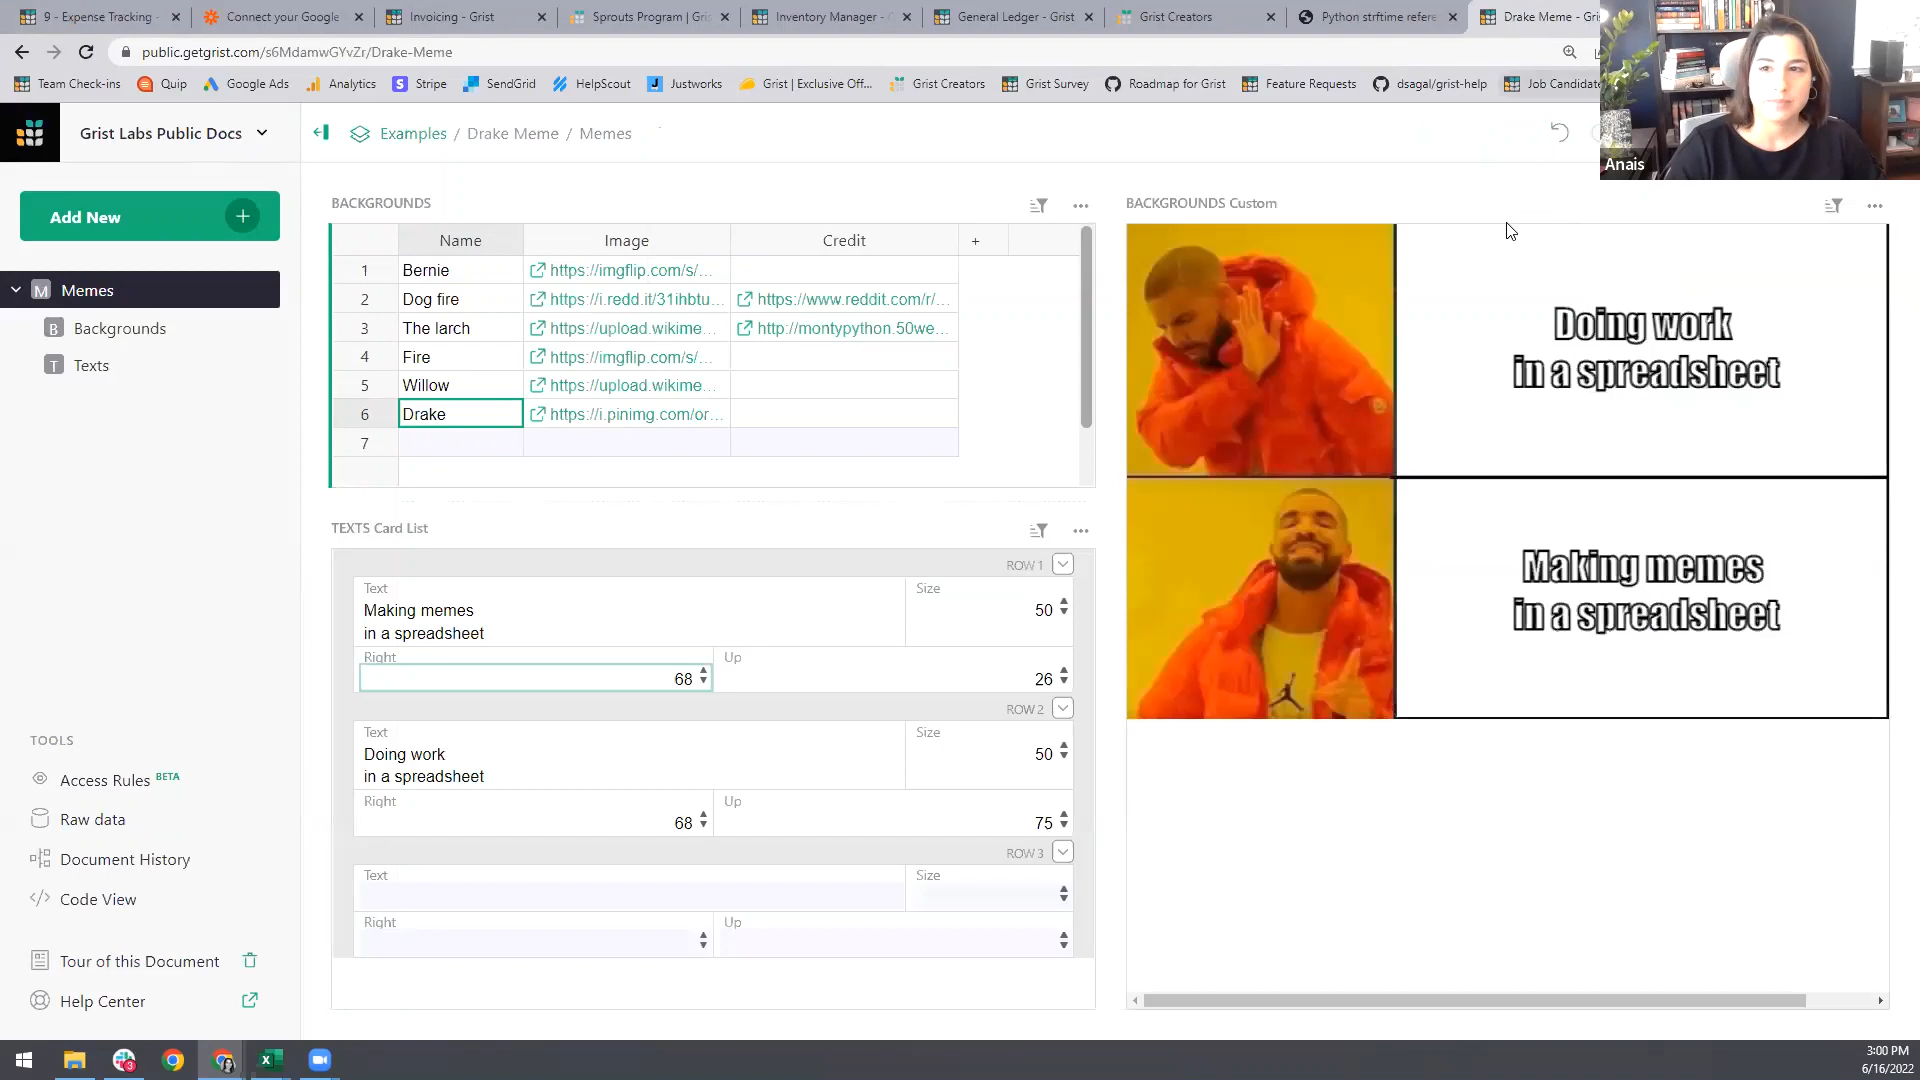 9 - Expense Tracking -
Connect your Google
Invoicing - Grist
Sprouts Program | Gris
Inventory Manager -
General Ledger - Grist
Grist Creators
Python strftime refere
Drake Meme - Gri
public.getgrist.com/s6MdamwGYvZr/Drake-Meme
Team Check-ins
Quip
Google Ads
Analytics
Stripe
SendGrid
HelpScout
Justworks
Grist | Exclusive Off...
Grist Creators
Grist Survey
Roadmap for Grist
Feature Requests
dsagal/grist-help
Job Candidate
Anais
Grist Labs Public Docs
Examples / Drake Meme / Memes
Add New
M Memes
B Backgrounds
T Texts
TOOLS
Access Rules BETA
Raw data
Document History
Code View
Tour of this Document
Help Center
BACKGROUNDS
Name Image Credit +
1 Bernie https://imgflip.com/s/...
2 Dog fire https://i.redd.it/31ihbtu... https://www.reddit.com/r/...
3 The larch https://upload.wikime... http://montypython.50we...
4 Fire https://imgflip.com/s/...
5 Willow https://upload.wikime...
6 Drake https://i.pinimg.com/or...
7
TEXTS Card List
ROW 1
Text Size
Making memes 50
in a spreadsheet
Right Up
68 26
ROW 2
Text Size
Doing work 50
in a spreadsheet
Right Up
68 75
ROW 3
Text Size
Right Up
BACKGROUNDS Custom
Doing work
in a spreadsheet
Making memes
in a spreadsheet
3
3:00 PM
6/16/2022